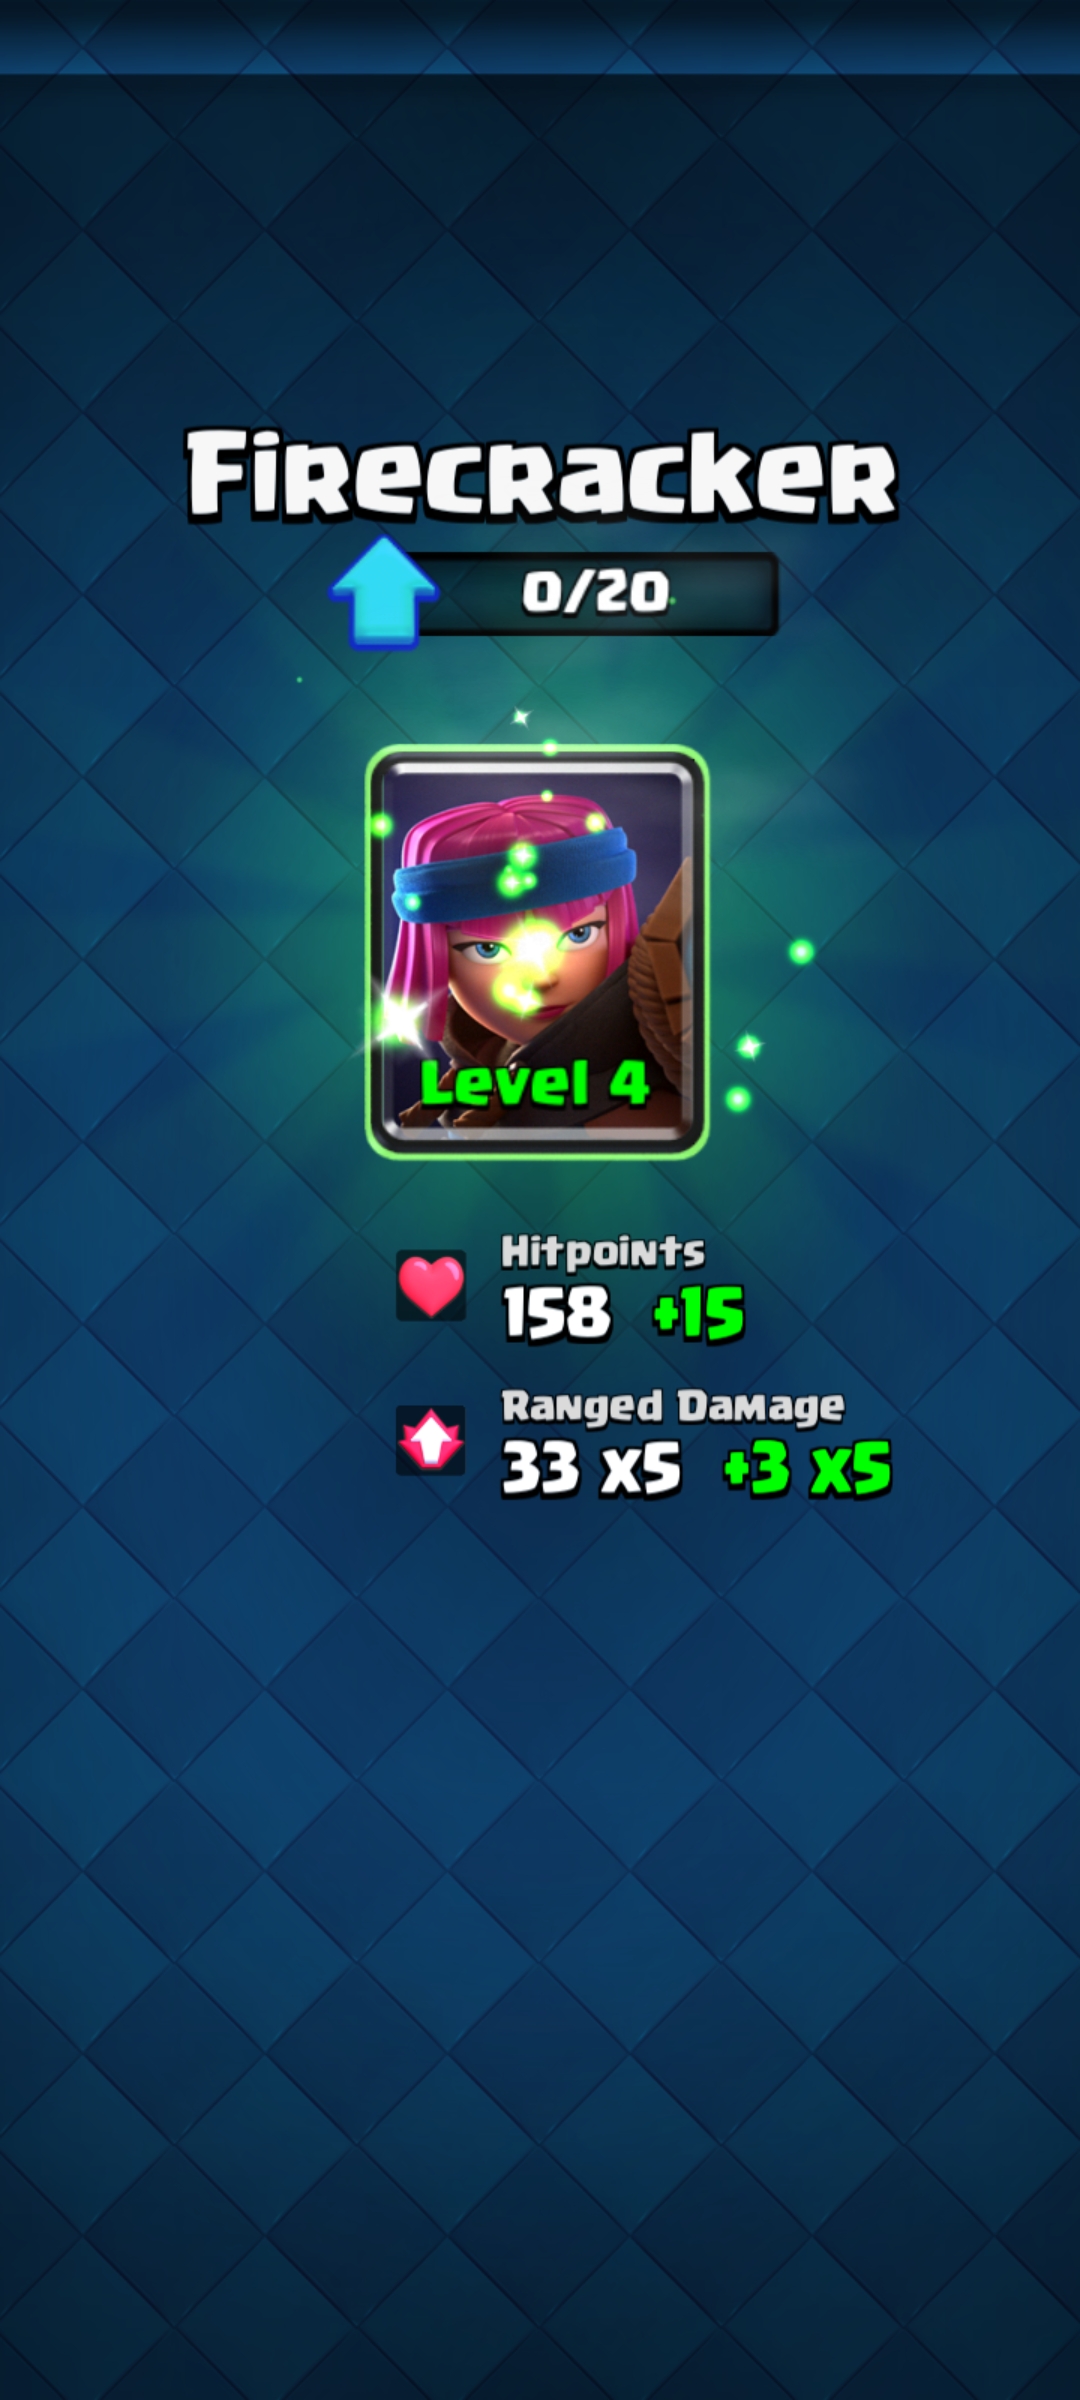 Firecracker
0/20
Level 4
Hitpoints
158 +15
Ranged Damage
33 x5 +3 x5